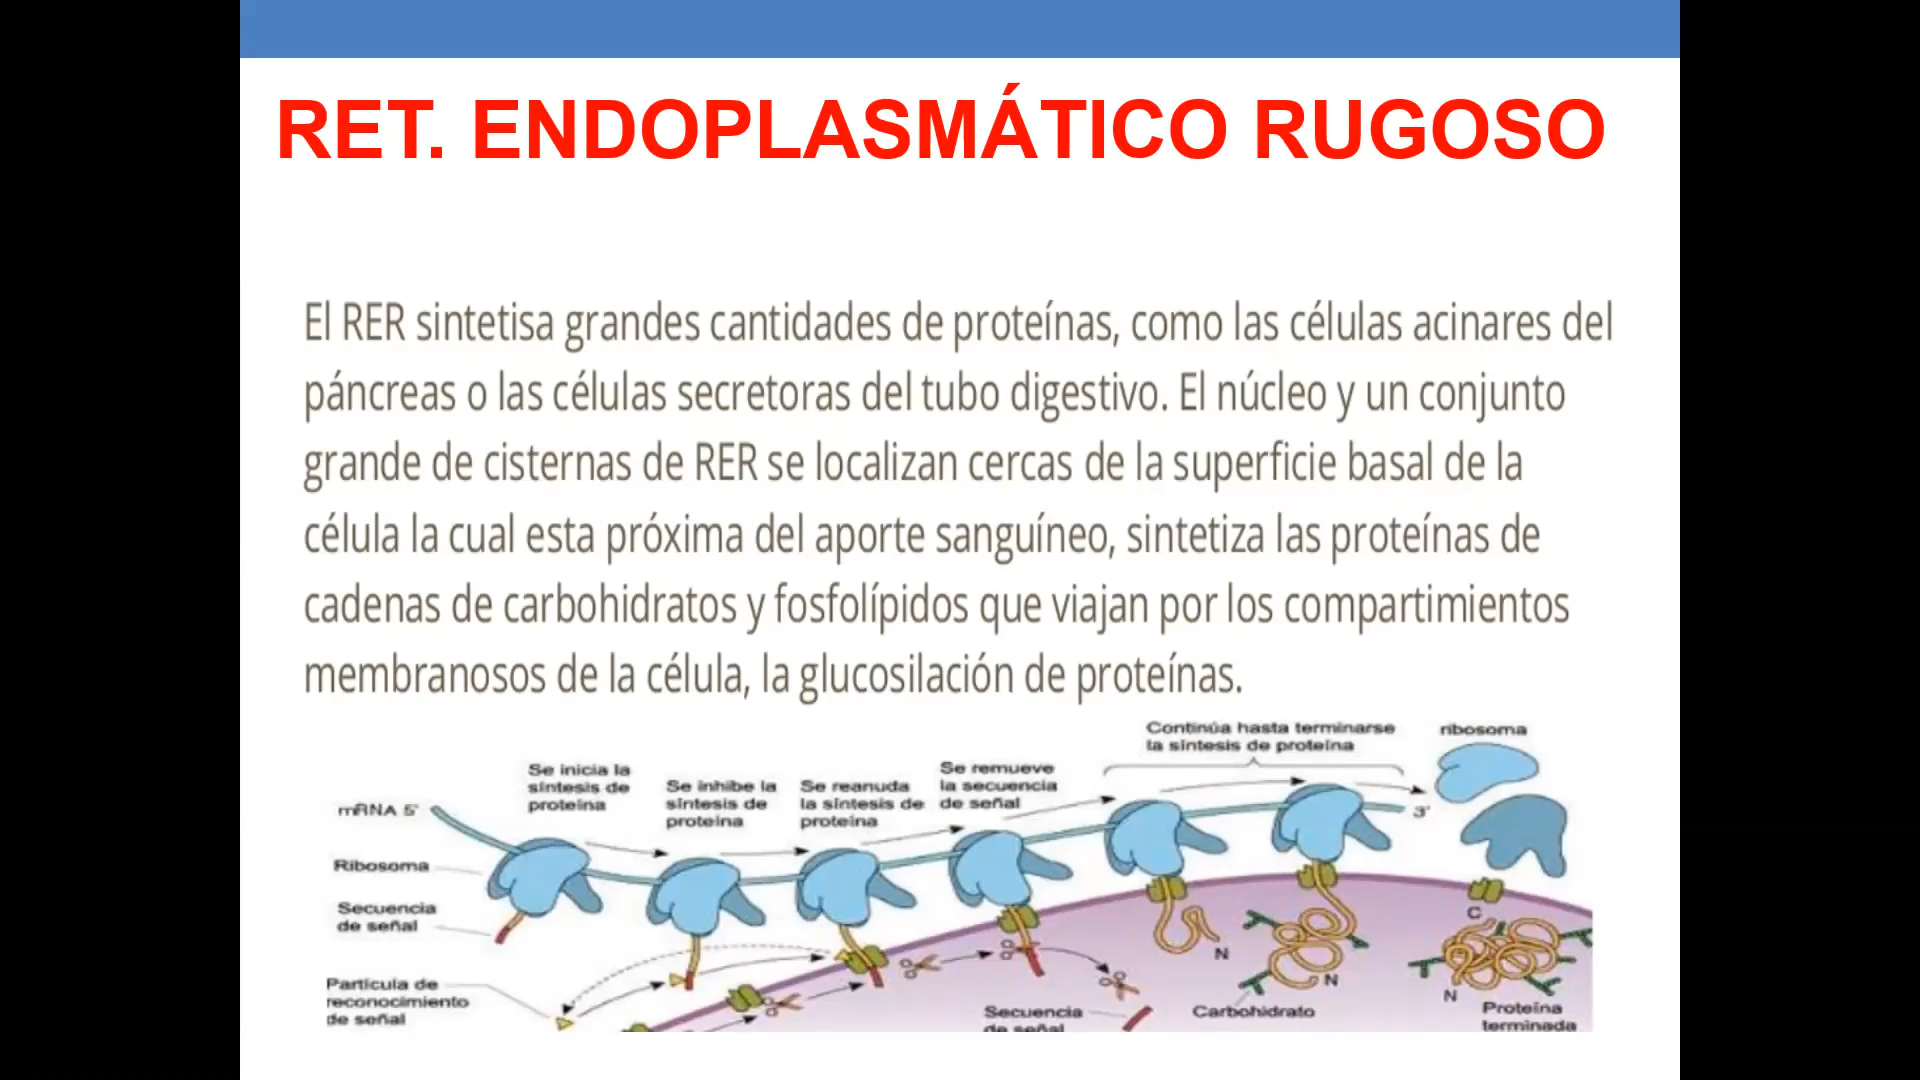 RET. ENDOPLASMÁTICO RUGOSO
El RER sintetisa grandes cantidades de proteínas, como las células acinares del
páncreas o las células secretoras del tubo digestivo. El núcleo y un conjunto
grande de cisternas de RER se localizan cercas de la superficie basal de la
célula la cual esta próxima del aporte sanguíneo, sintetiza las proteínas de
cadenas de carbohidratos y fosfolípidos que viajan por los compartimientos
membranosos de la célula, la glucosilación de proteínas.
mRNA 5'
Ribosoma
Secuencia
de señal
Partícula de
reconocimiento
de señal
Se inicia la
síntesis de
proteína
Se inhibe la
síntesis de
proteína
Se reanuda
la síntesis de
proteína
Se remueve
la secuencia
de señal
Continúa hasta terminarse
la síntesis de proteína
ribosoma
3'
Secuencia
de señal
N
Carbohidrato
N
C
N
Proteína
terminada